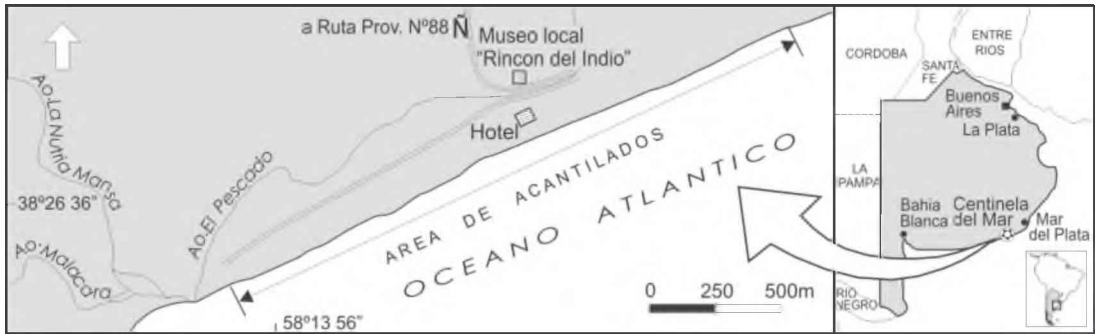 a Ruta Prov. Nº88 Ñ
Museo local
"Rincon del Indio"
Hotel
Ao. La Nutria Mansa
38º26 36"
Ao. El Pescado
Ao. Malacara
AREA DE ACANTILADOS
OCEANO ATLANTICO
0 250 500m
58º13 56"
CORDOBA
SANTA
FE
ENTRE
RIOS
Buenos
Aires
La Plata
LA
PAMPA
Bahia
Blanca
Centinela
del Mar
Mar
del Plata
RIO
NEGRO